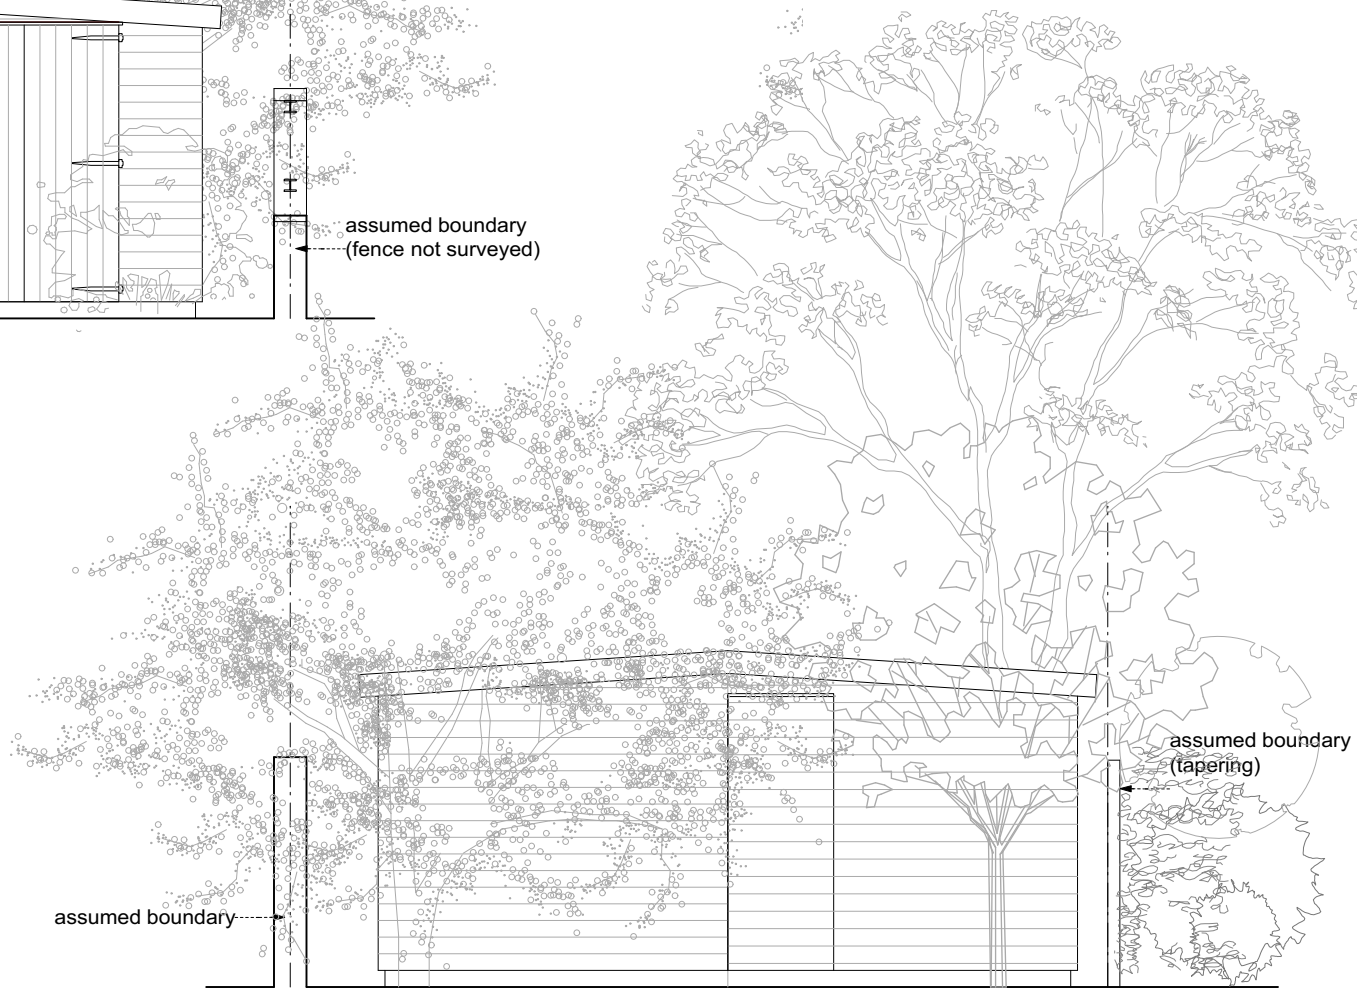 assumed boundary
(fence not surveyed)
assumed boundary
(tapering)
assumed boundary